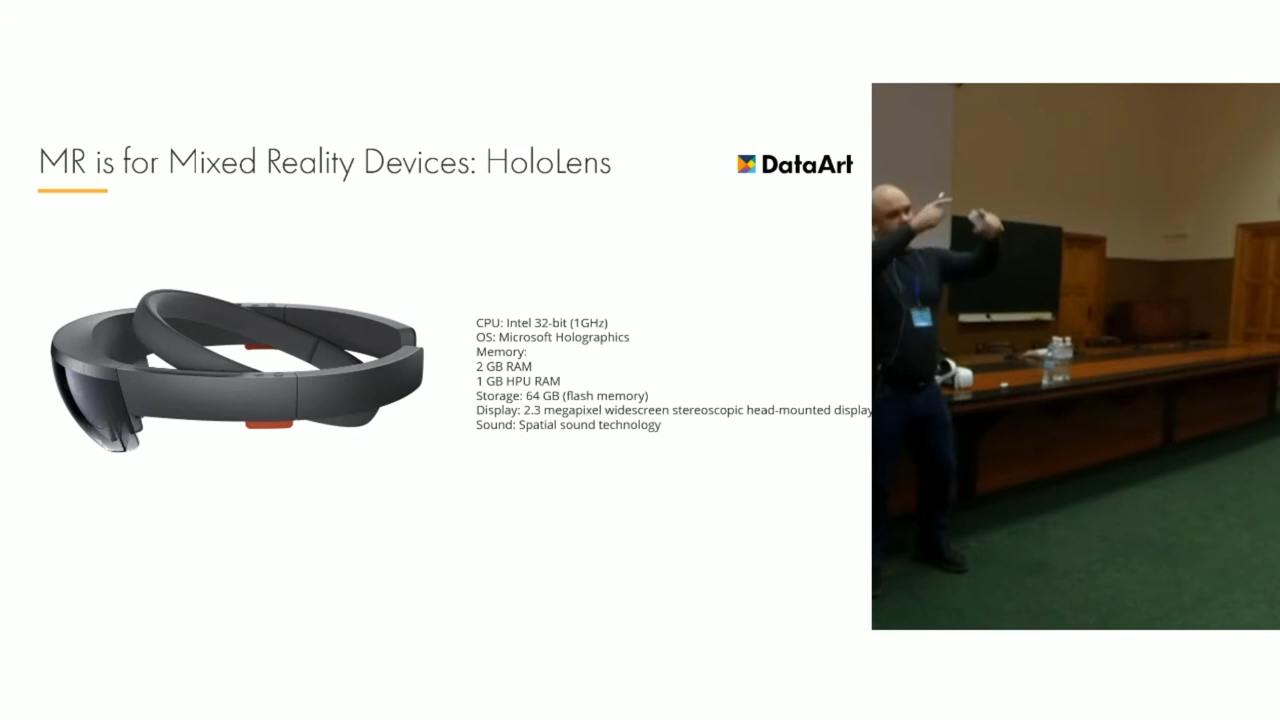 MR is for Mixed Reality Devices: HoloLens
DataArt
CPU: Intel 32-bit (1GHz)
OS: Microsoft Holographics
Memory:
2 GB RAM
1 GB HPU RAM
Storage: 64 GB (flash memory)
Display: 2.3 megapixel widescreen stereoscopic head-mounted display
Sound: Spatial sound technology